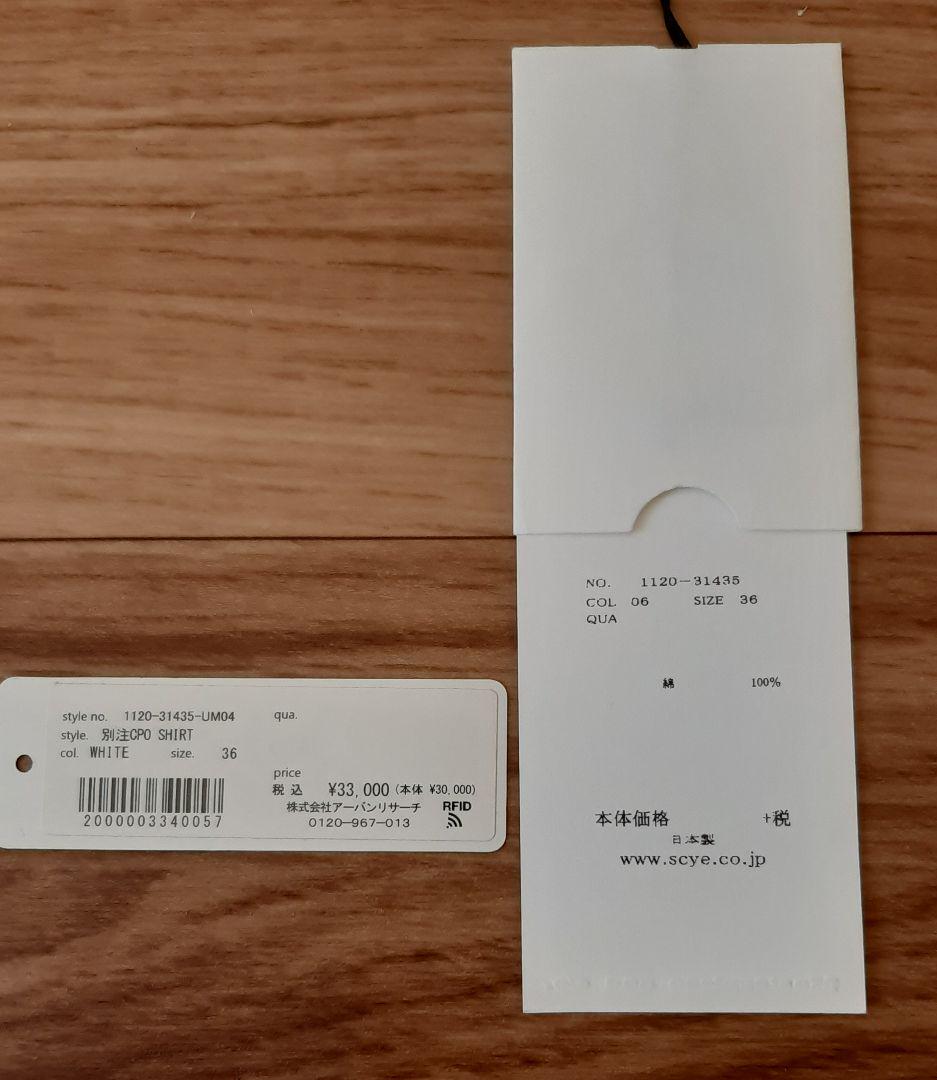 style no. 1120-31435-UM04 qua.
style. 別注CPO SHIRT
col. WHITE size. 36
price
税込 ¥33,000 (本体 ¥30,000)
株式会社アーバンリサーチ RFID
2000003340057 0120-967-013
NO. 1120-31435
COL 06 SIZE 36
QUA
綿 100%
本体価格 +税
日本製
www.scye.co.jp